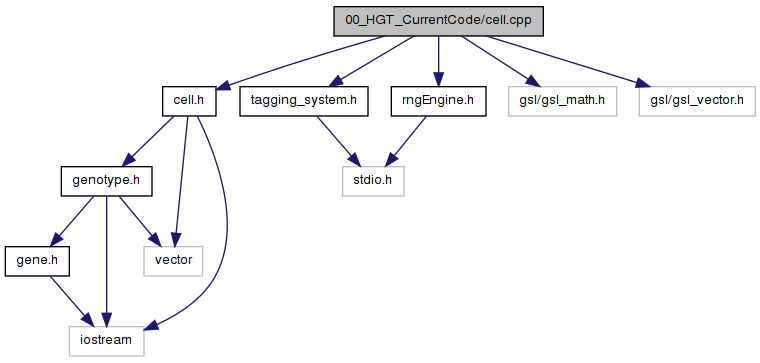 00_HGT_CurrentCode/cell.cpp
cell.h
tagging_system.h
rngEngine.h
gsl/gsl_math.h
gsl/gsl_vector.h
genotype.h
stdio.h
gene.h
vector
iostream